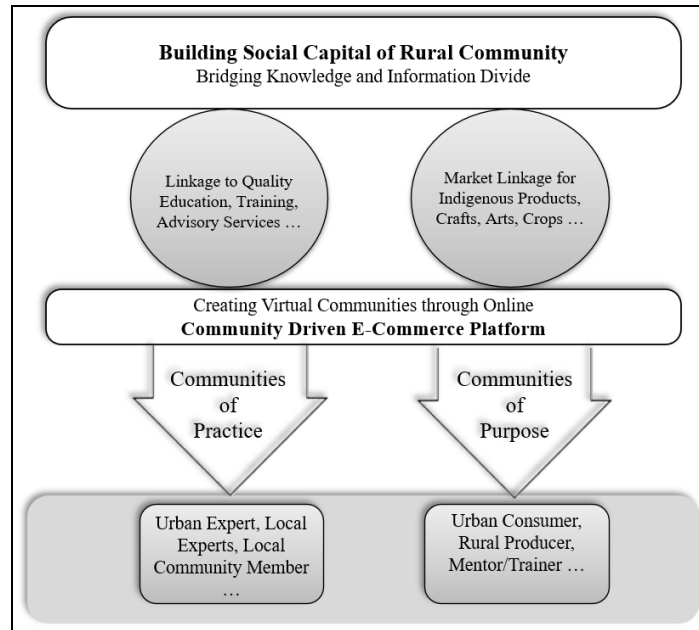 Building Social Capital of Rural Community
Bridging Knowledge and Information Divide
Linkage to Quality
Education, Training,
Advisory Services …
Market Linkage for
Indigenous Products,
Crafts, Arts, Crops …
Creating Virtual Communities through Online
Community Driven E-Commerce Platform
Communities
of
Practice
Communities
of
Purpose
Urban Expert, Local
Experts, Local
Community Member
…
Urban Consumer,
Rural Producer,
Mentor/Trainer …